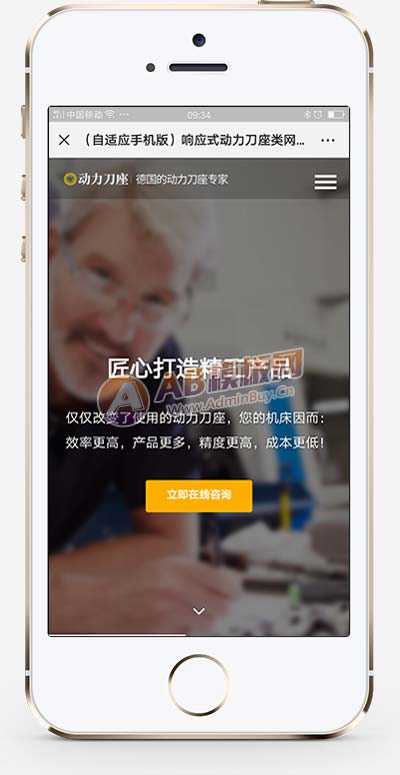 中国移动 09:34
（自适应手机版）响应式动力刀座类网...
动力刀座 德国的动力刀座专家
匠心打造精工产品
AB模板网
www.AdminBuy.Cn
仅仅改变了使用的动力刀座，您的机床因而：
效率更高，产品更多，精度更高，成本更低!
立即在线咨询